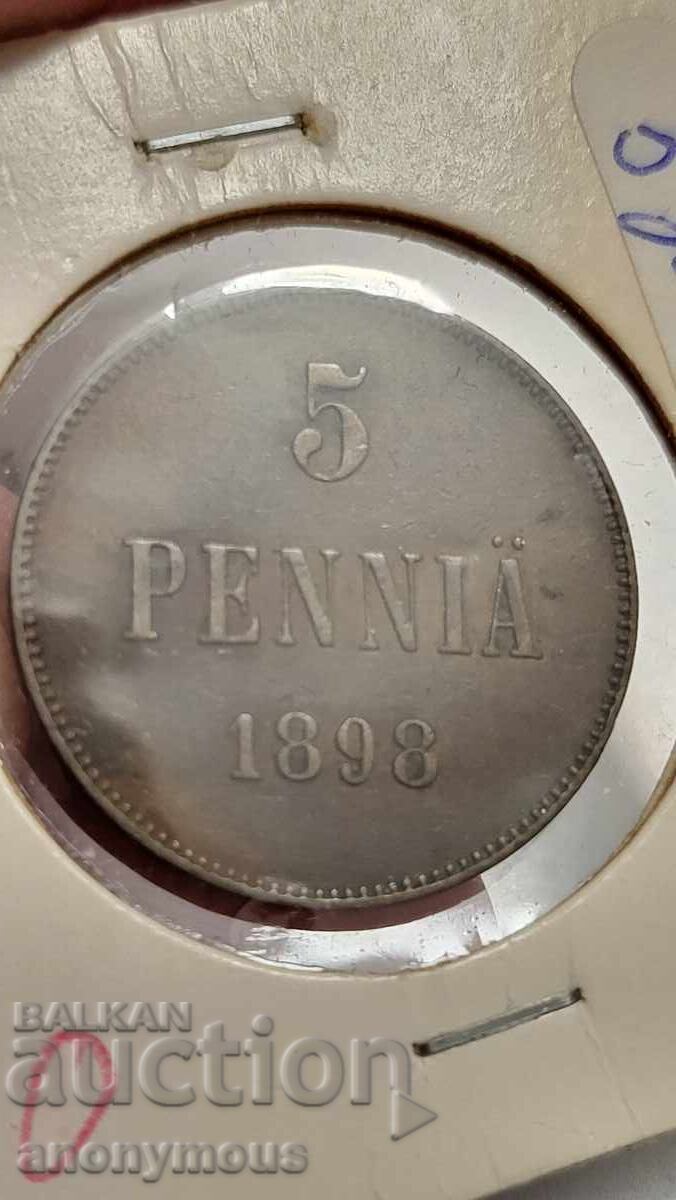 5
PENNIÄ
1898
BALKAN
auction
anonymous